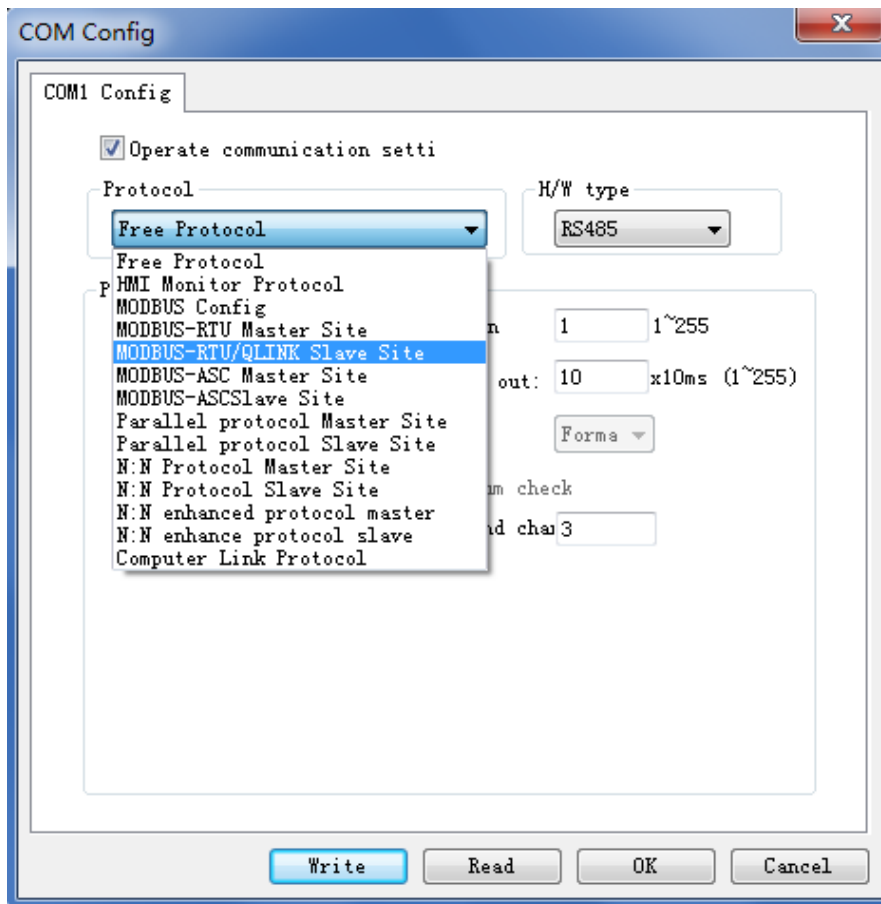 COM Config
COM1 Config
Operate communication setti
Protocol
H/W type
Free Protocol
RS485
Free Protocol
HMI Monitor Protocol
MODBUS Config
MODBUS-RTU Master Site
MODBUS-RTU/QLINK Slave Site
MODBUS-ASC Master Site
MODBUS-ASCSlave Site
Parallel protocol Master Site
Parallel protocol Slave Site
N:N Protocol Master Site
N:N Protocol Slave Site
N:N enhanced protocol master
N:N enhance protocol slave
Computer Link Protocol
P
n 1 1~255
out: 10 x10ms (1~255)
Forma
um check
nd chai 3
Write Read OK Cancel